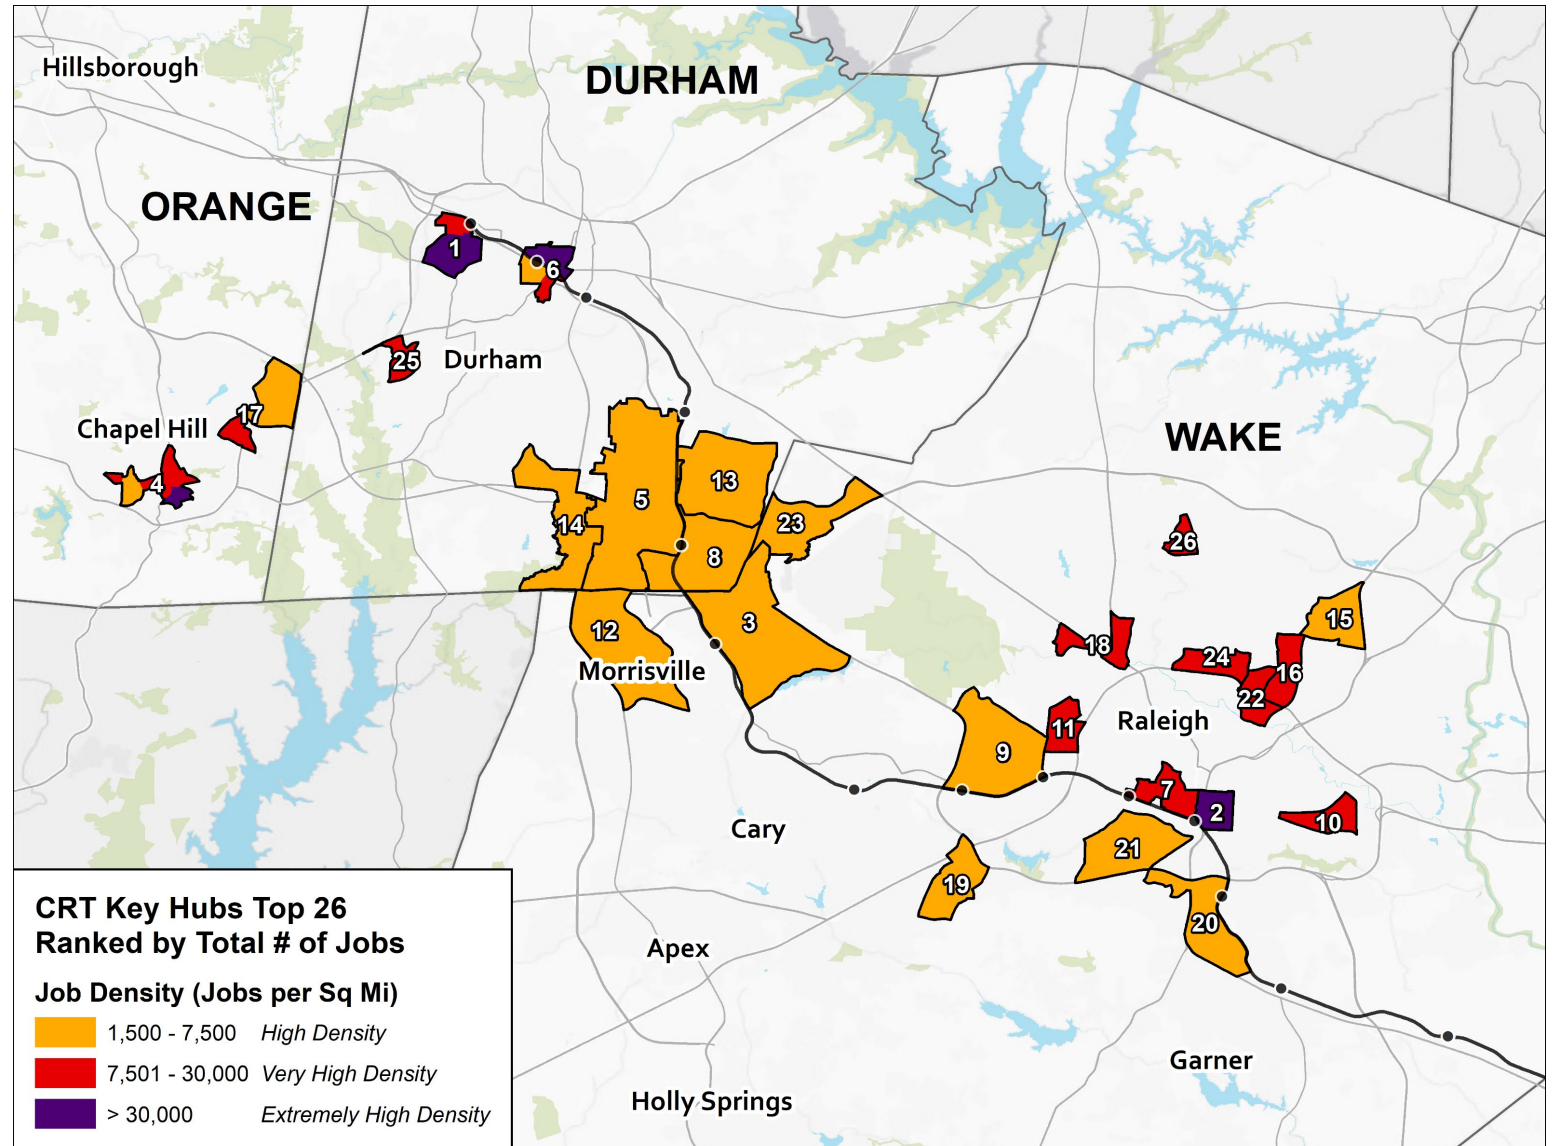 Hillsborough
DURHAM
ORANGE
1
6
25
Durham
17
Chapel Hill
4
WAKE
5
13
14
23
8
26
12
3
15
Morrisville
18
24
16
22
Raleigh
11
9
7
2
10
Cary
21
19
20
Apex
Garner
Holly Springs
CRT Key Hubs Top 26
Ranked by Total # of Jobs
Job Density (Jobs per Sq Mi)
1,500 - 7,500 High Density
7,501 - 30,000 Very High Density
> 30,000 Extremely High Density